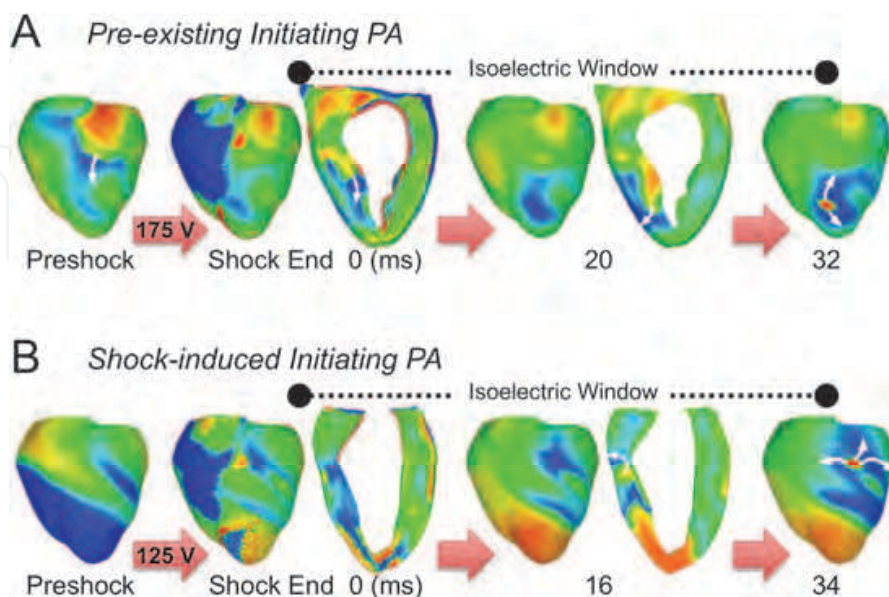 A Pre-existing Initiating PA
Isoelectric Window
175 V
Preshock Shock End 0 (ms) 20 32
B Shock-induced Initiating PA
Isoelectric Window
125 V
Preshock Shock End 0 (ms) 16 34